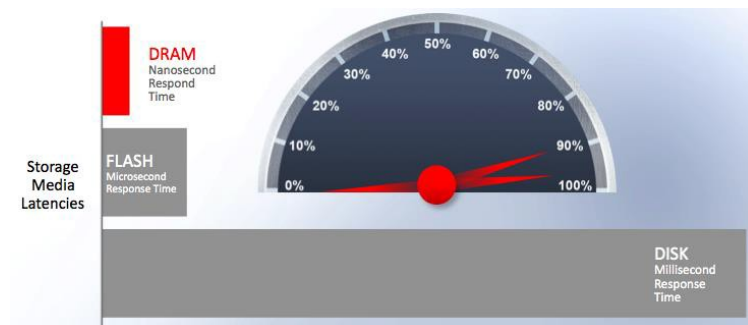 DRAM
Nanosecond
Respond
Time
0%
10%
20%
30%
40%
50%
60%
70%
80%
90%
100%
Storage
Media
Latencies
FLASH
Microsecond
Response Time
DISK
Millisecond
Response
Time